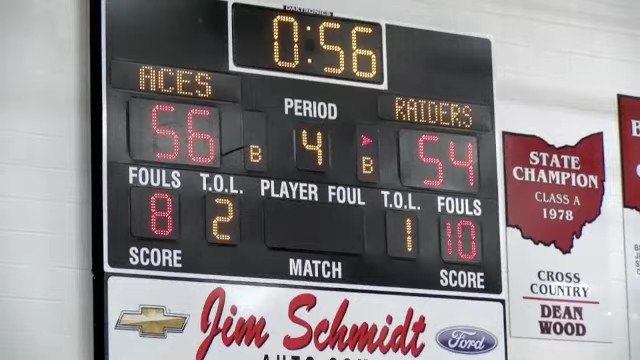 DAKTRONICS
0:56
ACES
RAIDERS
PERIOD
56 B 4 B 54
FOULS T.O.L. PLAYER FOUL T.O.L. FOULS
8 2 1 10
SCORE MATCH SCORE
Jim Schmidt
Ford
STATE
CHAMPION
CLASS A
1978
CROSS
COUNTRY
DEAN
WOOD